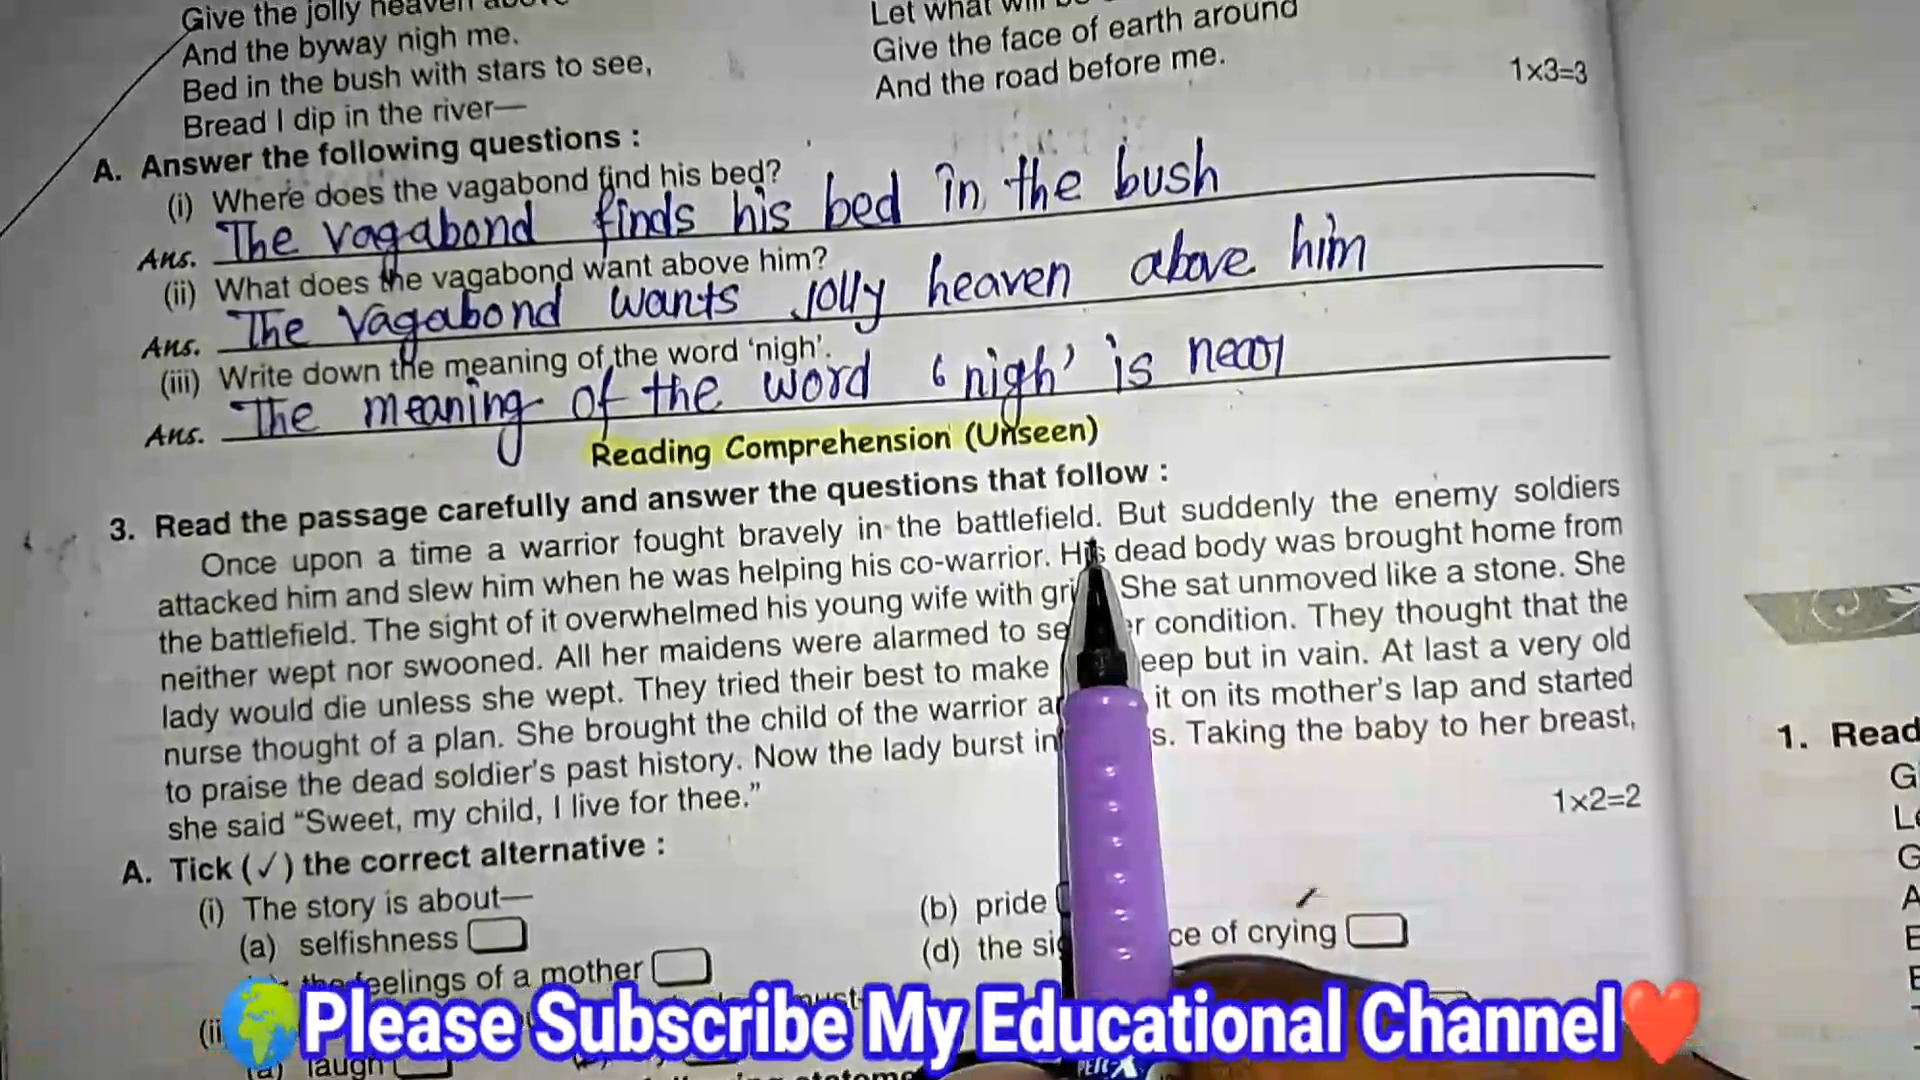 Give the jolly heaven above
And the byway nigh me.
Bed in the bush with stars to see,
Bread I dip in the river—
Let what will be
Give the face of earth around
And the road before me.
1×3=3
A. Answer the following questions :
(i) Where does the vagabond find his bed?
Ans. The vagabond finds his bed in the bush
(ii) What does the vagabond want above him?
Ans. The vagabond wants jolly heaven above him
(iii) Write down the meaning of the word 'nigh'.
Ans. The meaning of the word 'nigh' is near
Reading Comprehension (Unseen)
3. Read the passage carefully and answer the questions that follow :
Once upon a time a warrior fought bravely in the battlefield. But suddenly the enemy soldiers
attacked him and slew him when he was helping his co-warrior. His dead body was brought home from
the battlefield. The sight of it overwhelmed his young wife with gri She sat unmoved like a stone. She
neither wept nor swooned. All her maidens were alarmed to se r condition. They thought that the
lady would die unless she wept. They tried their best to make eep but in vain. At last a very old
nurse thought of a plan. She brought the child of the warrior a it on its mother's lap and started
to praise the dead soldier's past history. Now the lady burst in s. Taking the baby to her breast,
she said "Sweet, my child, I live for thee."
1×2=2
A. Tick (✓) the correct alternative :
(i) The story is about—
(a) selfishness
(b) pride
feelings of a mother
(d) the si ce of crying
(ii
(a) laugh
🌍Please Subscribe My Educational Channel❤️
1. Read